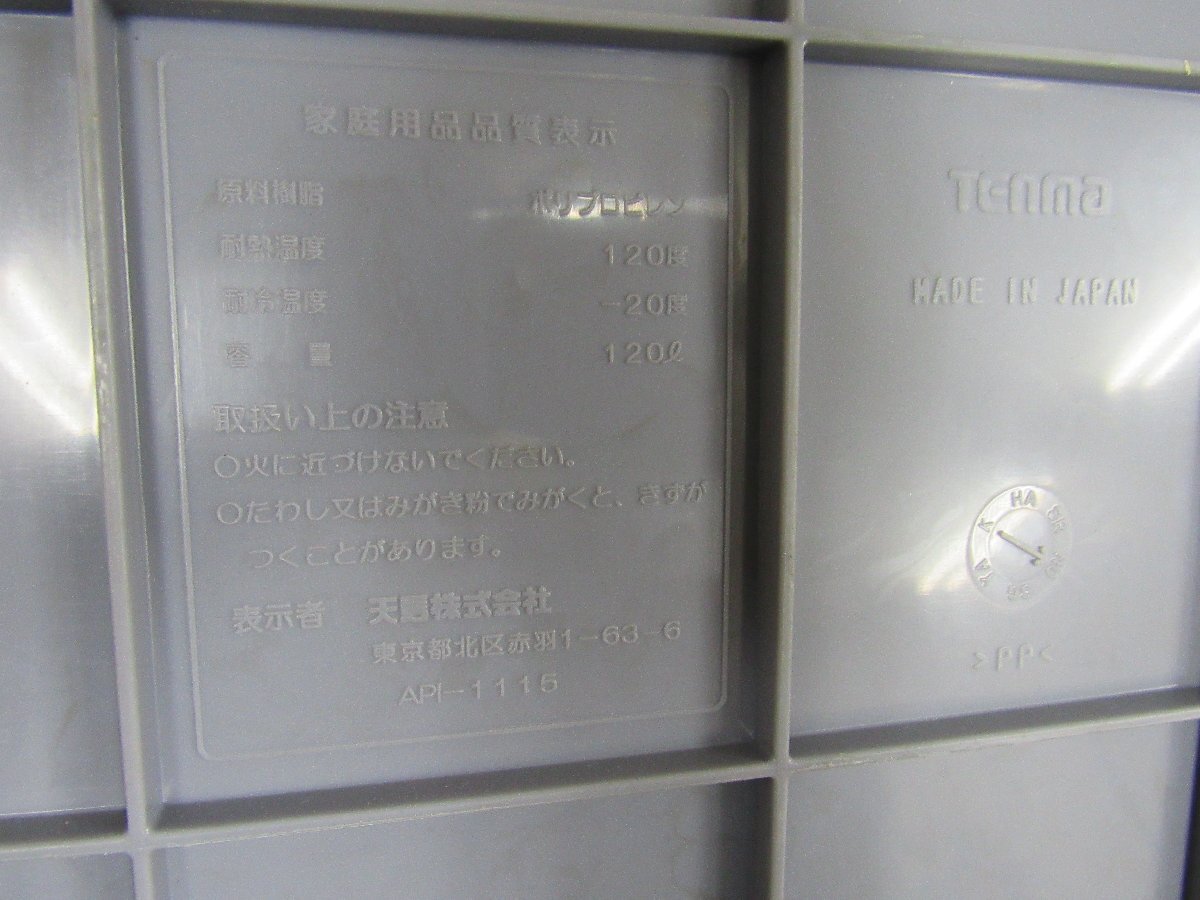 家庭用品品質表示
原料樹脂 ポリプロピレン
耐熱温度 120度
耐冷温度 -20度
容量 120ℓ
取扱い上の注意
○火に近づけないでください。
○たわし又はみがき粉でみがくと、きずが
つくことがあります。
表示者 天馬株式会社
東京都北区赤羽1-63-6
API-1115
Tenma
MADE IN JAPAN
HA
K
TA
>PP<